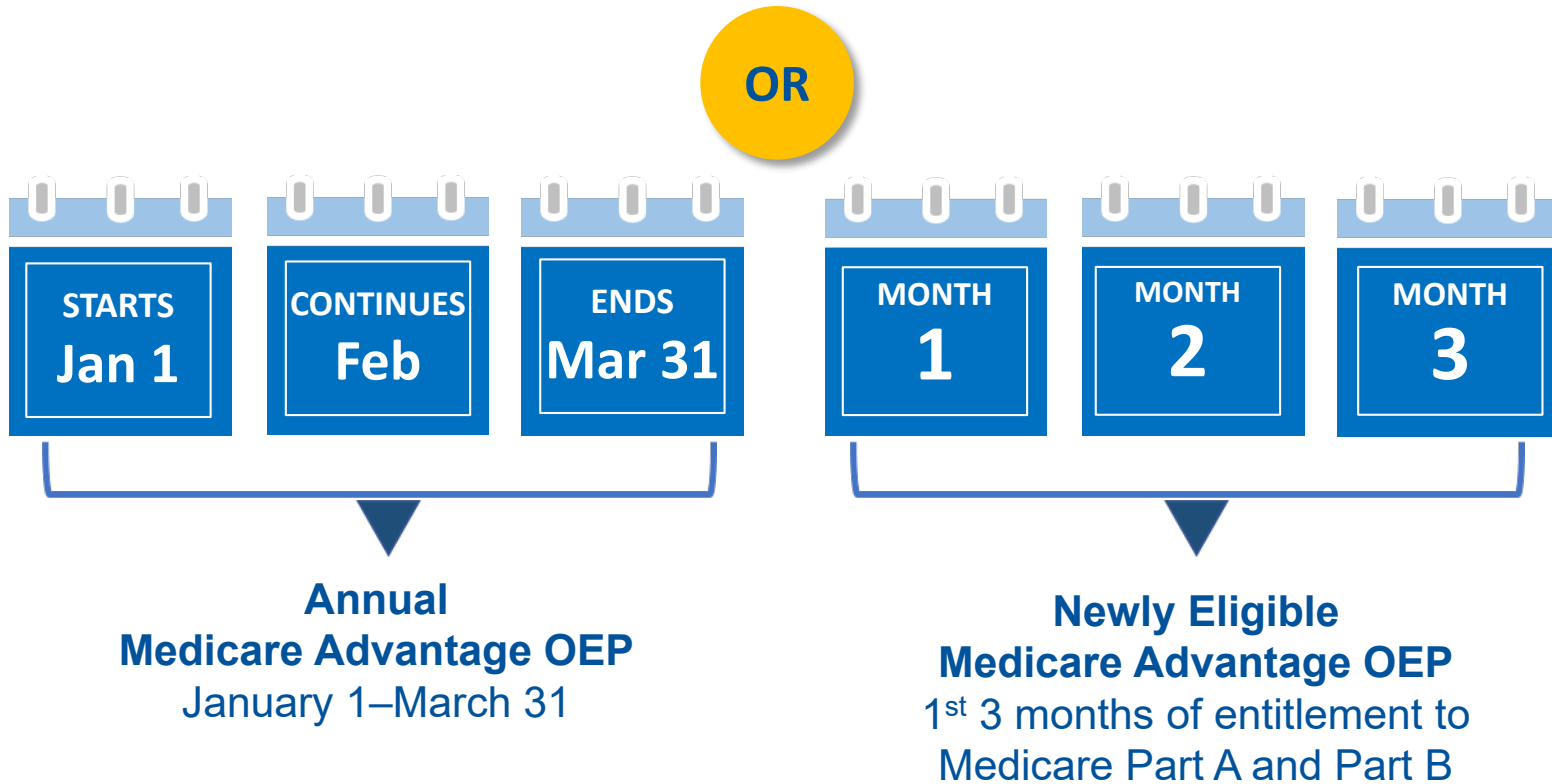 OR
STARTS
Jan 1
CONTINUES
Feb
ENDS
Mar 31
MONTH
1
MONTH
2
MONTH
3
Annual
Medicare Advantage OEP
January 1–March 31
Newly Eligible
Medicare Advantage OEP
1st 3 months of entitlement to
Medicare Part A and Part B